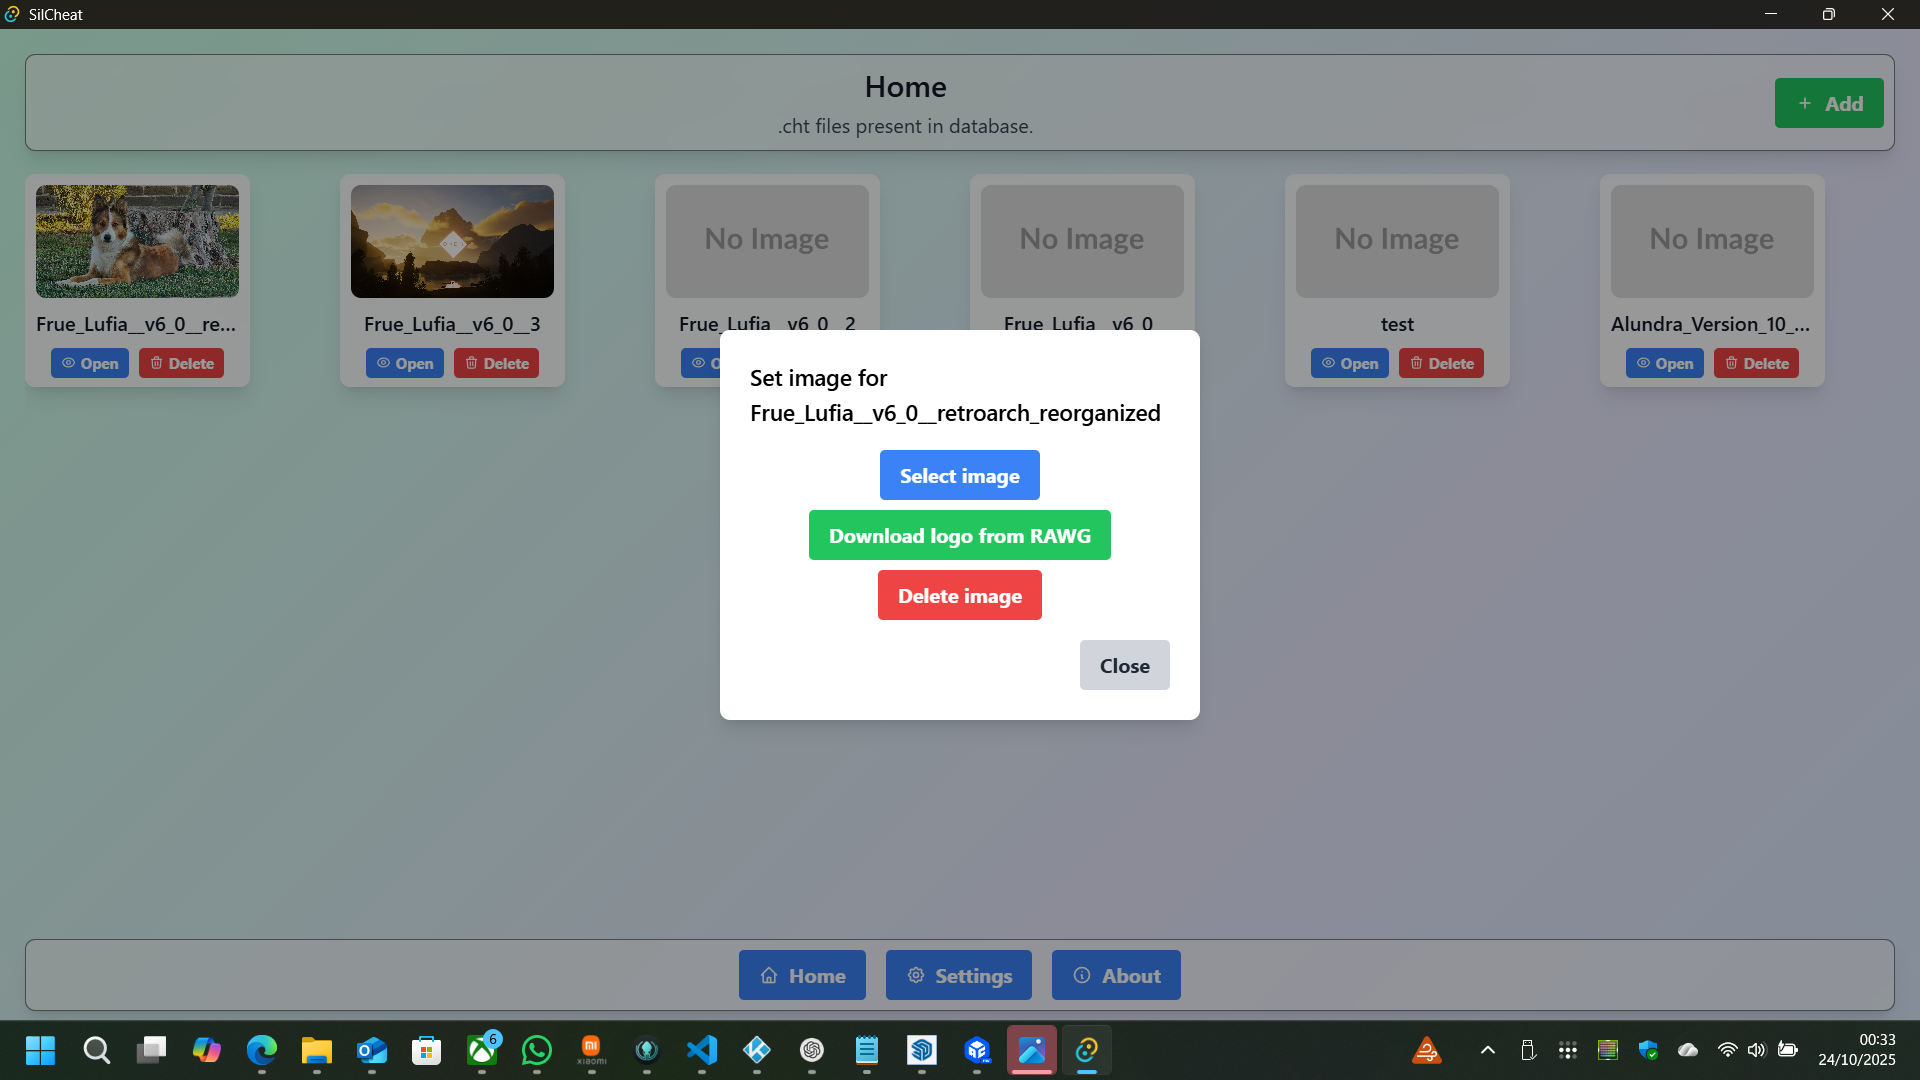 SilCheat
Home
.cht files present in database.
+ Add
No Image
No Image
No Image
No Image
Frue_Lufia__v6_0__re...
Frue_Lufia__v6_0__3
Frue_Lufia__v6_0__2
Frue_Lufia__v6_0
test
Alundra_Version_10_...
Open
Delete
Open
Delete
Open
Delete
Open
Delete
Set image for
Frue_Lufia__v6_0__retroarch_reorganized
Select image
Download logo from RAWG
Delete image
Close
Home
Settings
About
6
xiaomi
00:33
24/10/2025